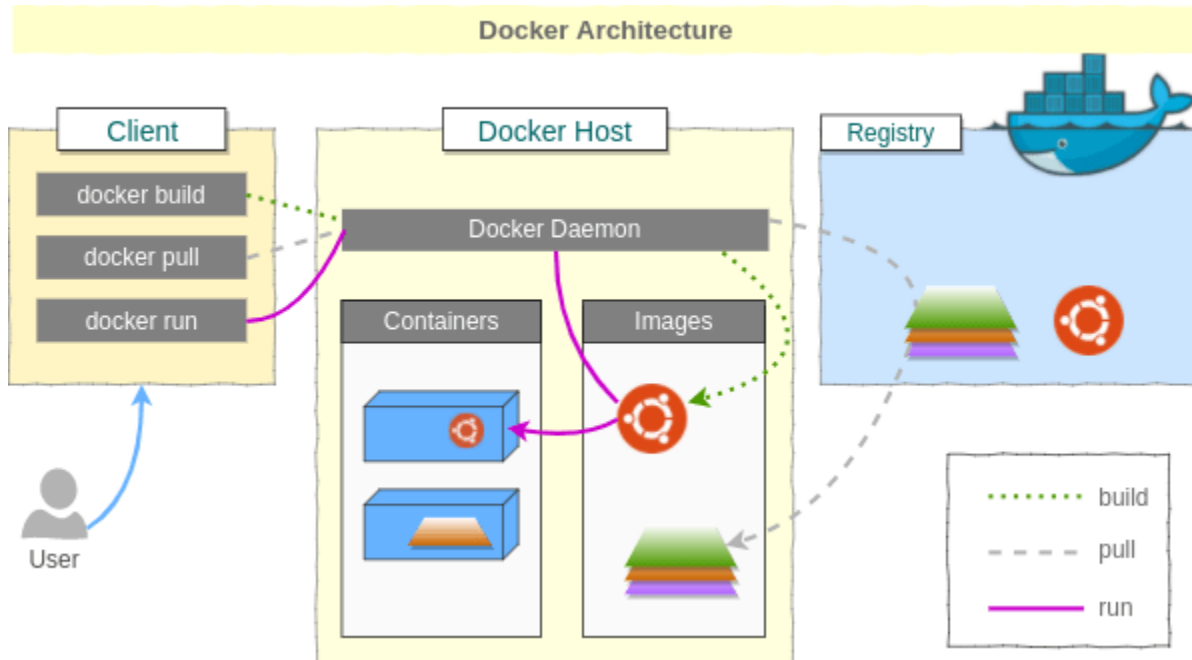 Docker Architecture
Client
docker build
docker pull
docker run
User
Docker Host
Docker Daemon
Containers
Images
Registry
build
pull
run